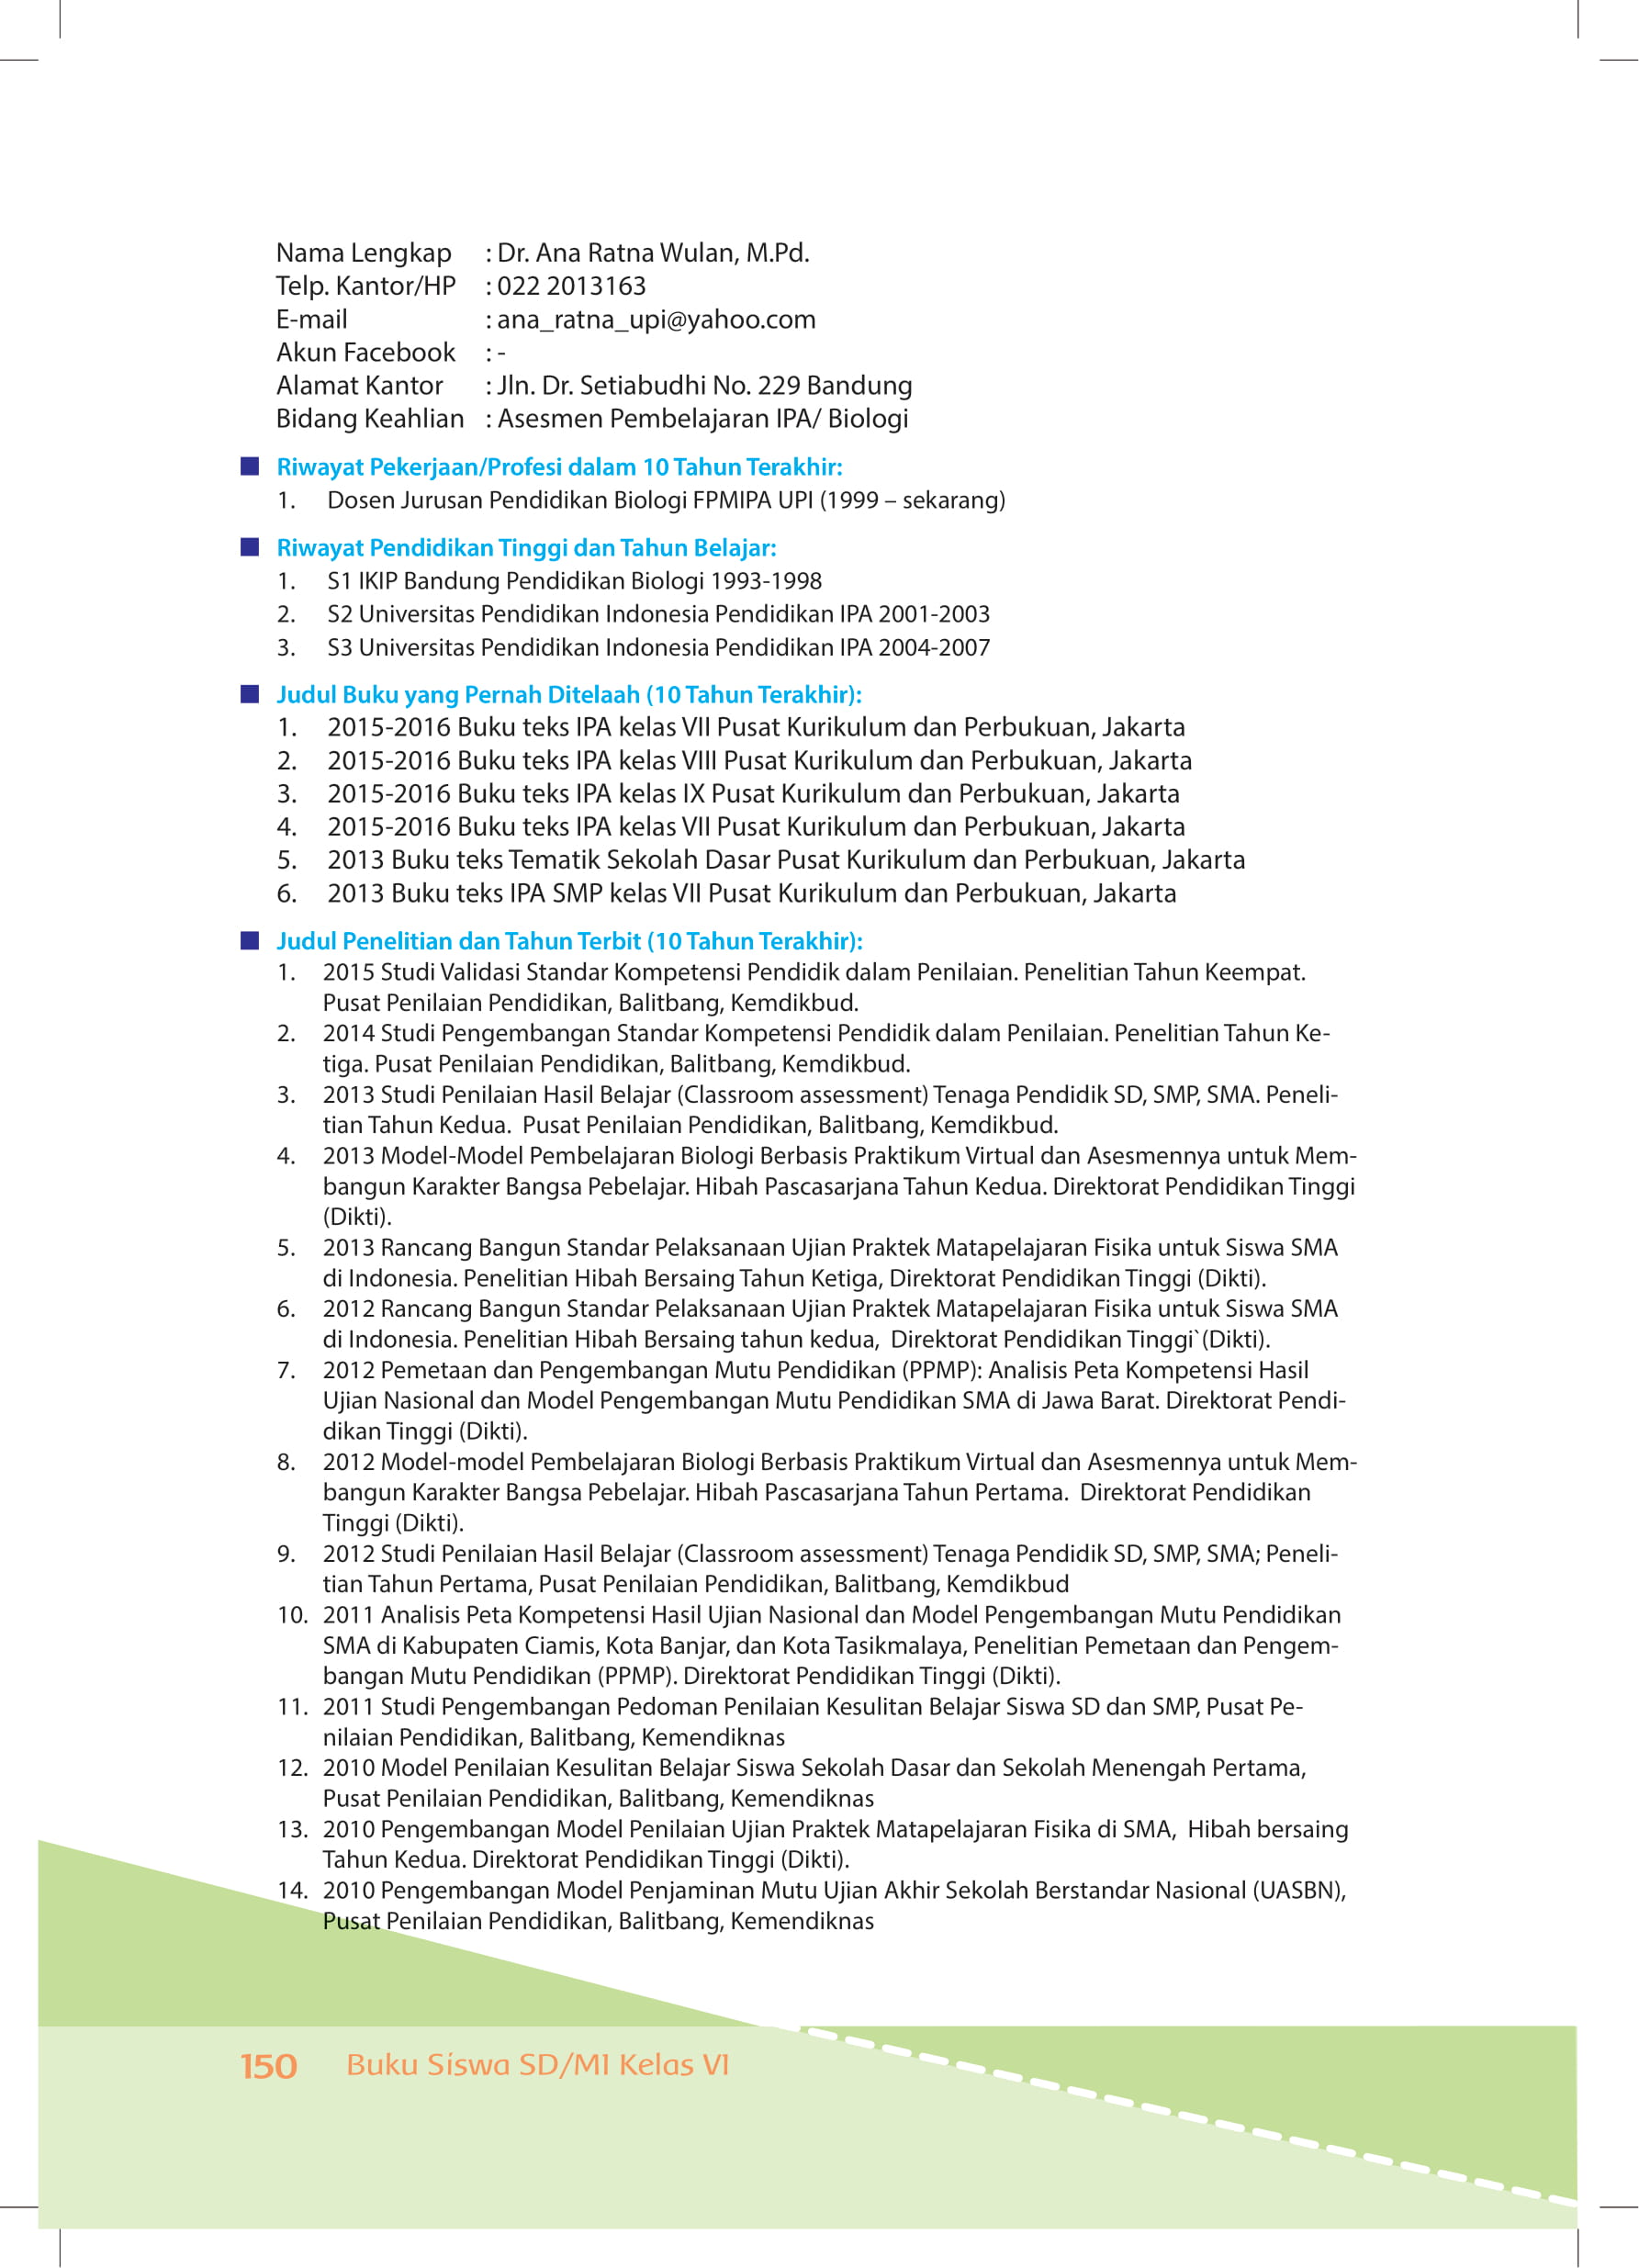 Nama Lengkap : Dr. Ana Ratna Wulan, M.Pd.
Telp. Kantor/HP : 022 2013163
E-mail : ana_ratna_upi@yahoo.com
Akun Facebook : -
Alamat Kantor : Jln. Dr. Setiabudhi No. 229 Bandung
Bidang Keahlian : Asesmen Pembelajaran IPA/ Biologi
Riwayat Pekerjaan/Profesi dalam 10 Tahun Terakhir:
1. Dosen Jurusan Pendidikan Biologi FPMIPA UPI (1999 – sekarang)
Riwayat Pendidikan Tinggi dan Tahun Belajar:
1. S1 IKIP Bandung Pendidikan Biologi 1993-1998
2. S2 Universitas Pendidikan Indonesia Pendidikan IPA 2001-2003
3. S3 Universitas Pendidikan Indonesia Pendidikan IPA 2004-2007
Judul Buku yang Pernah Ditelaah (10 Tahun Terakhir):
1. 2015-2016 Buku teks IPA kelas VII Pusat Kurikulum dan Perbukuan, Jakarta
2. 2015-2016 Buku teks IPA kelas VIII Pusat Kurikulum dan Perbukuan, Jakarta
3. 2015-2016 Buku teks IPA kelas IX Pusat Kurikulum dan Perbukuan, Jakarta
4. 2015-2016 Buku teks IPA kelas VII Pusat Kurikulum dan Perbukuan, Jakarta
5. 2013 Buku teks Tematik Sekolah Dasar Pusat Kurikulum dan Perbukuan, Jakarta
6. 2013 Buku teks IPA SMP kelas VII Pusat Kurikulum dan Perbukuan, Jakarta
Judul Penelitian dan Tahun Terbit (10 Tahun Terakhir):
1. 2015 Studi Validasi Standar Kompetensi Pendidik dalam Penilaian. Penelitian Tahun Keempat.
Pusat Penilaian Pendidikan, Balitbang, Kemdikbud.
2. 2014 Studi Pengembangan Standar Kompetensi Pendidik dalam Penilaian. Penelitian Tahun Ke-
tiga. Pusat Penilaian Pendidikan, Balitbang, Kemdikbud.
3. 2013 Studi Penilaian Hasil Belajar (Classroom assessment) Tenaga Pendidik SD, SMP, SMA. Peneli-
tian Tahun Kedua. Pusat Penilaian Pendidikan, Balitbang, Kemdikbud.
4. 2013 Model-Model Pembelajaran Biologi Berbasis Praktikum Virtual dan Asesmennya untuk Mem-
bangun Karakter Bangsa Pebelajar. Hibah Pascasarjana Tahun Kedua. Direktorat Pendidikan Tinggi
(Dikti).
5. 2013 Rancang Bangun Standar Pelaksanaan Ujian Praktek Matapelajaran Fisika untuk Siswa SMA
di Indonesia. Penelitian Hibah Bersaing Tahun Ketiga, Direktorat Pendidikan Tinggi (Dikti).
6. 2012 Rancang Bangun Standar Pelaksanaan Ujian Praktek Matapelajaran Fisika untuk Siswa SMA
di Indonesia. Penelitian Hibah Bersaing tahun kedua, Direktorat Pendidikan Tinggi`(Dikti).
7. 2012 Pemetaan dan Pengembangan Mutu Pendidikan (PPMP): Analisis Peta Kompetensi Hasil
Ujian Nasional dan Model Pengembangan Mutu Pendidikan SMA di Jawa Barat. Direktorat Pendi-
dikan Tinggi (Dikti).
8. 2012 Model-model Pembelajaran Biologi Berbasis Praktikum Virtual dan Asesmennya untuk Mem-
bangun Karakter Bangsa Pebelajar. Hibah Pascasarjana Tahun Pertama. Direktorat Pendidikan
Tinggi (Dikti).
9. 2012 Studi Penilaian Hasil Belajar (Classroom assessment) Tenaga Pendidik SD, SMP, SMA; Peneli-
tian Tahun Pertama, Pusat Penilaian Pendidikan, Balitbang, Kemdikbud
10. 2011 Analisis Peta Kompetensi Hasil Ujian Nasional dan Model Pengembangan Mutu Pendidikan
SMA di Kabupaten Ciamis, Kota Banjar, dan Kota Tasikmalaya, Penelitian Pemetaan dan Pengem-
bangan Mutu Pendidikan (PPMP). Direktorat Pendidikan Tinggi (Dikti).
11. 2011 Studi Pengembangan Pedoman Penilaian Kesulitan Belajar Siswa SD dan SMP, Pusat Pe-
nilaian Pendidikan, Balitbang, Kemendiknas
12. 2010 Model Penilaian Kesulitan Belajar Siswa Sekolah Dasar dan Sekolah Menengah Pertama,
Pusat Penilaian Pendidikan, Balitbang, Kemendiknas
13. 2010 Pengembangan Model Penilaian Ujian Praktek Matapelajaran Fisika di SMA, Hibah bersaing
Tahun Kedua. Direktorat Pendidikan Tinggi (Dikti).
14. 2010 Pengembangan Model Penjaminan Mutu Ujian Akhir Sekolah Berstandar Nasional (UASBN),
Pusat Penilaian Pendidikan, Balitbang, Kemendiknas
150 Buku Siswa SD/MI Kelas VI